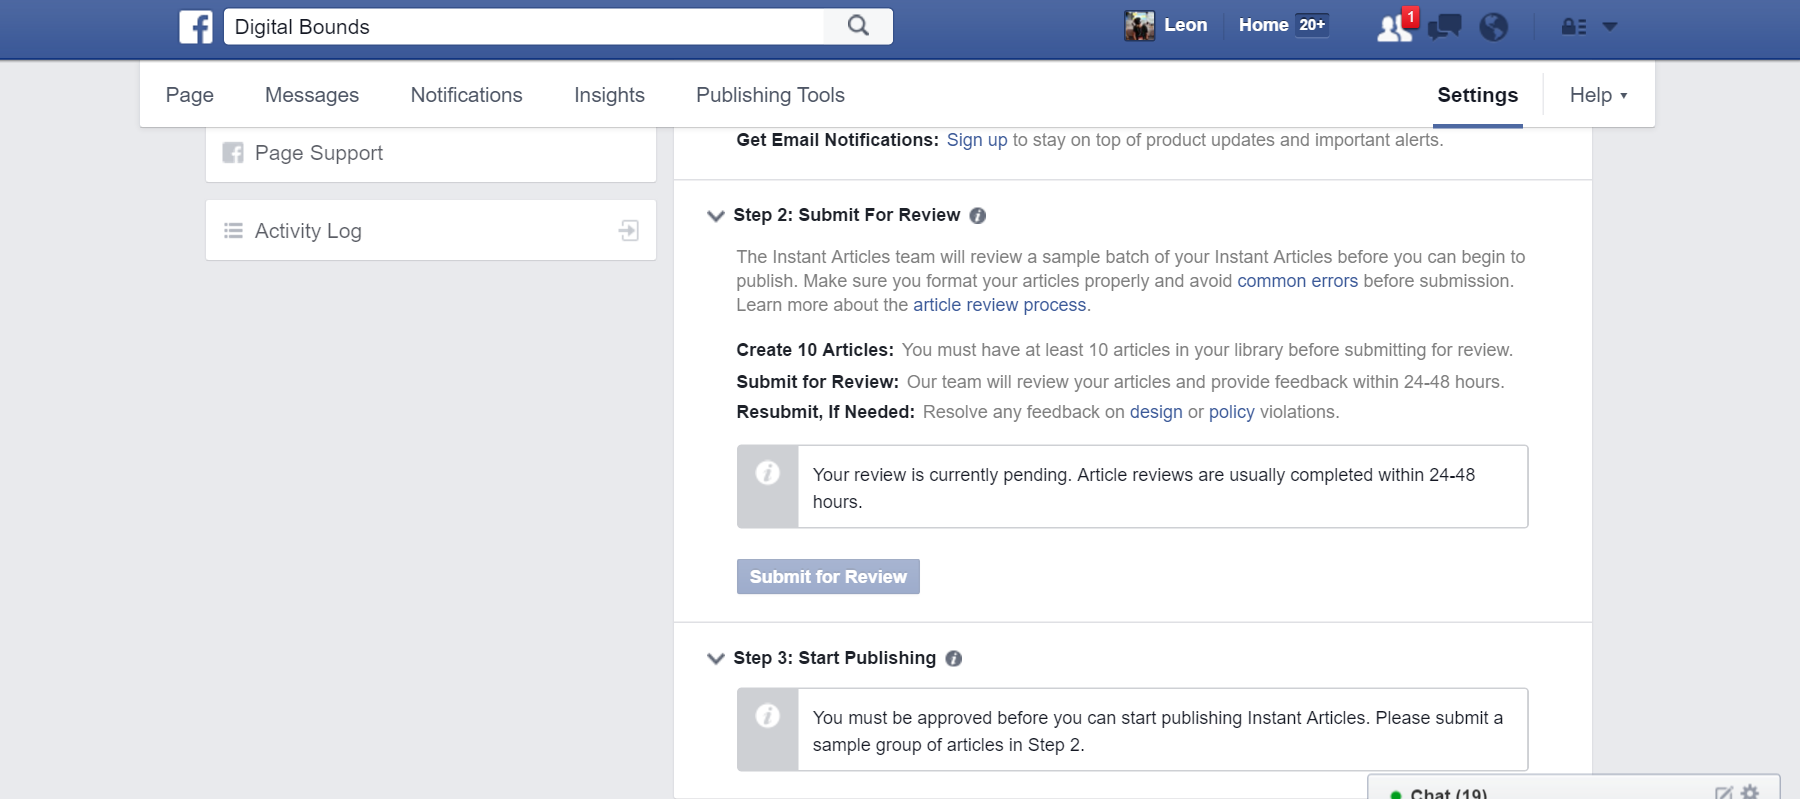 Digital Bounds
Leon
Home 20+
1
Page Messages Notifications Insights Publishing Tools Settings Help
Page Support
Activity Log
Get Email Notifications: Sign up to stay on top of product updates and important alerts.
Step 2: Submit For Review
The Instant Articles team will review a sample batch of your Instant Articles before you can begin to
publish. Make sure you format your articles properly and avoid common errors before submission.
Learn more about the article review process.
Create 10 Articles: You must have at least 10 articles in your library before submitting for review.
Submit for Review: Our team will review your articles and provide feedback within 24-48 hours.
Resubmit, If Needed: Resolve any feedback on design or policy violations.
Your review is currently pending. Article reviews are usually completed within 24-48
hours.
Submit for Review
Step 3: Start Publishing
You must be approved before you can start publishing Instant Articles. Please submit a
sample group of articles in Step 2.
Chat (19)